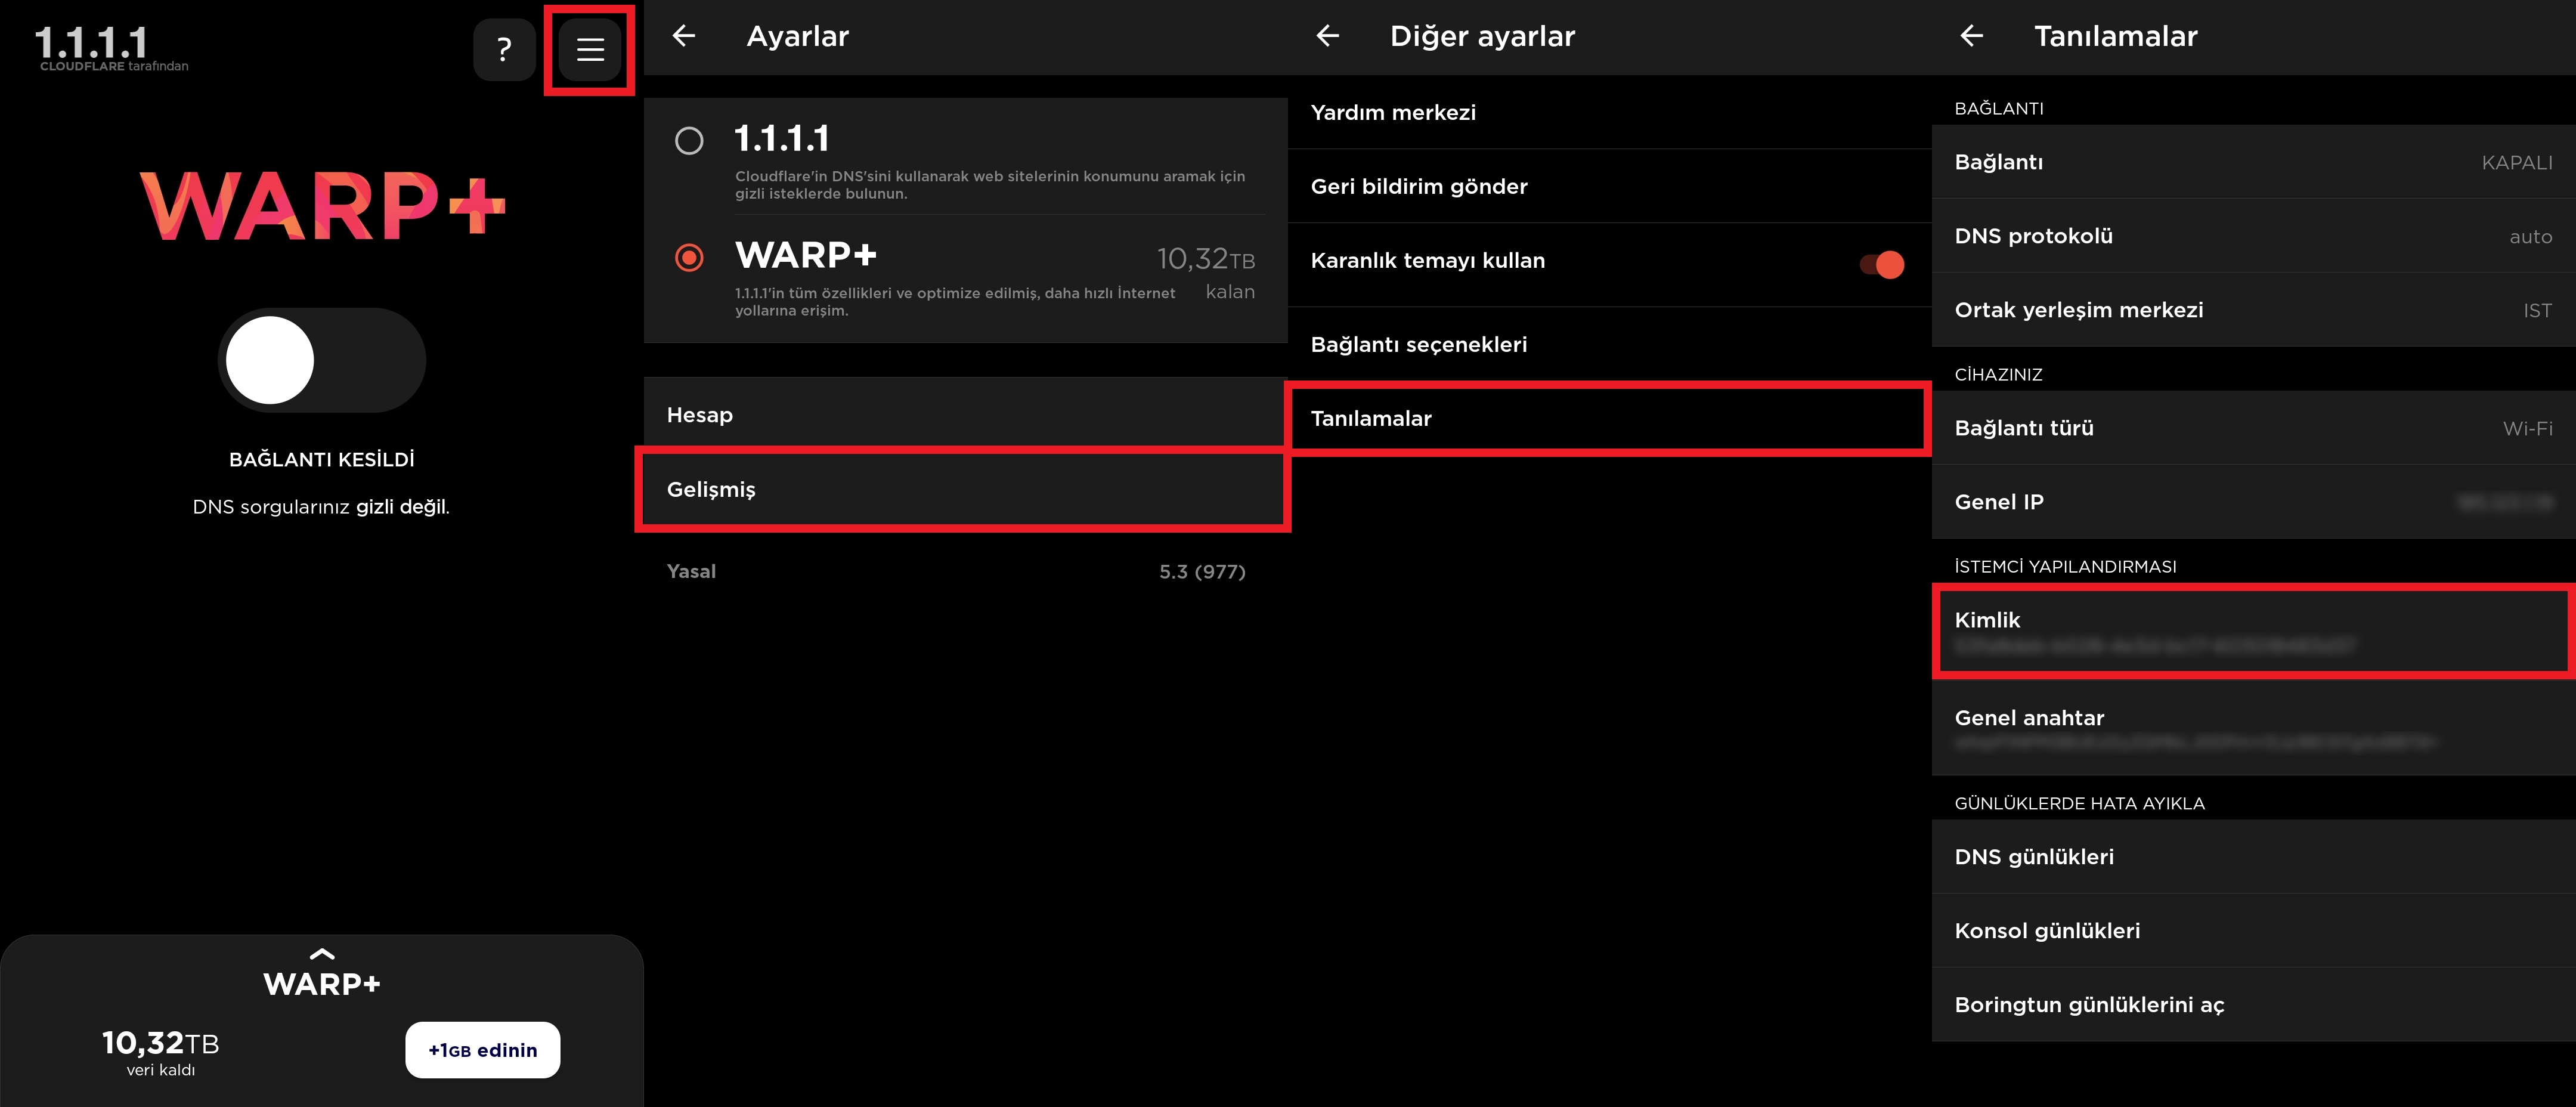 1.1.1.1
CLOUDFLARE tarafından
?
WARP+
BAĞLANTI KESİLDİ
DNS sorgularınız gizli değil.
WARP+
10,32TB
veri kaldı
+1GB edinin
Ayarlar
1.1.1.1
Cloudflare'in DNS'sini kullanarak web sitelerinin konumunu aramak için
gizli isteklerde bulunun.
WARP+
10,32TB
kalan
1.1.1.1'in tüm özellikleri ve optimize edilmiş, daha hızlı İnternet
yollarına erişim.
Hesap
Gelişmiş
Yasal
5.3 (977)
Diğer ayarlar
Yardım merkezi
Geri bildirim gönder
Karanlık temayı kullan
Bağlantı seçenekleri
Tanılamalar
Tanılamalar
BAĞLANTI
Bağlantı KAPALI
DNS protokolü auto
Ortak yerleşim merkezi IST
CİHAZINIZ
Bağlantı türü Wi-Fi
Genel IP
İSTEMCİ YAPILANDIRMASI
Kimlik
Genel anahtar
GÜNLÜKLERDE HATA AYIKLA
DNS günlükleri
Konsol günlükleri
Boringtun günlüklerini aç